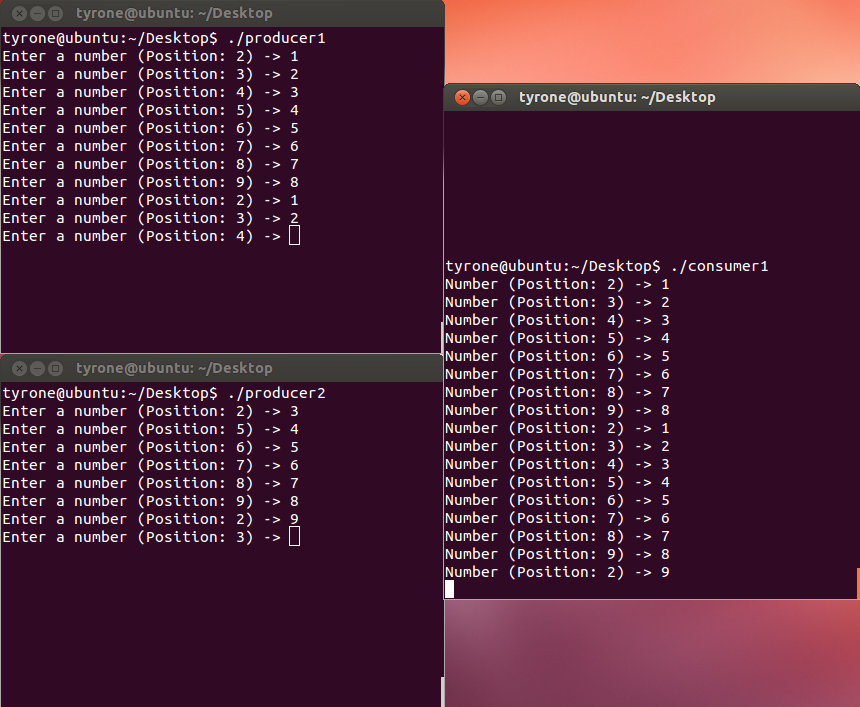 tyrone@ubuntu: ~/Desktop
tyrone@ubuntu:~/Desktop$ ./producer1
Enter a number (Position: 2) -> 1
Enter a number (Position: 3) -> 2
Enter a number (Position: 4) -> 3
Enter a number (Position: 5) -> 4
Enter a number (Position: 6) -> 5
Enter a number (Position: 7) -> 6
Enter a number (Position: 8) -> 7
Enter a number (Position: 9) -> 8
Enter a number (Position: 2) -> 1
Enter a number (Position: 3) -> 2
Enter a number (Position: 4) ->
tyrone@ubuntu: ~/Desktop
tyrone@ubuntu:~/Desktop$ ./producer2
Enter a number (Position: 2) -> 3
Enter a number (Position: 5) -> 4
Enter a number (Position: 6) -> 5
Enter a number (Position: 7) -> 6
Enter a number (Position: 8) -> 7
Enter a number (Position: 9) -> 8
Enter a number (Position: 2) -> 9
Enter a number (Position: 3) ->
tyrone@ubuntu: ~/Desktop
tyrone@ubuntu:~/Desktop$ ./consumer1
Number (Position: 2) -> 1
Number (Position: 3) -> 2
Number (Position: 4) -> 3
Number (Position: 5) -> 4
Number (Position: 6) -> 5
Number (Position: 7) -> 6
Number (Position: 8) -> 7
Number (Position: 9) -> 8
Number (Position: 2) -> 1
Number (Position: 3) -> 2
Number (Position: 4) -> 3
Number (Position: 5) -> 4
Number (Position: 6) -> 5
Number (Position: 7) -> 6
Number (Position: 8) -> 7
Number (Position: 9) -> 8
Number (Position: 2) -> 9